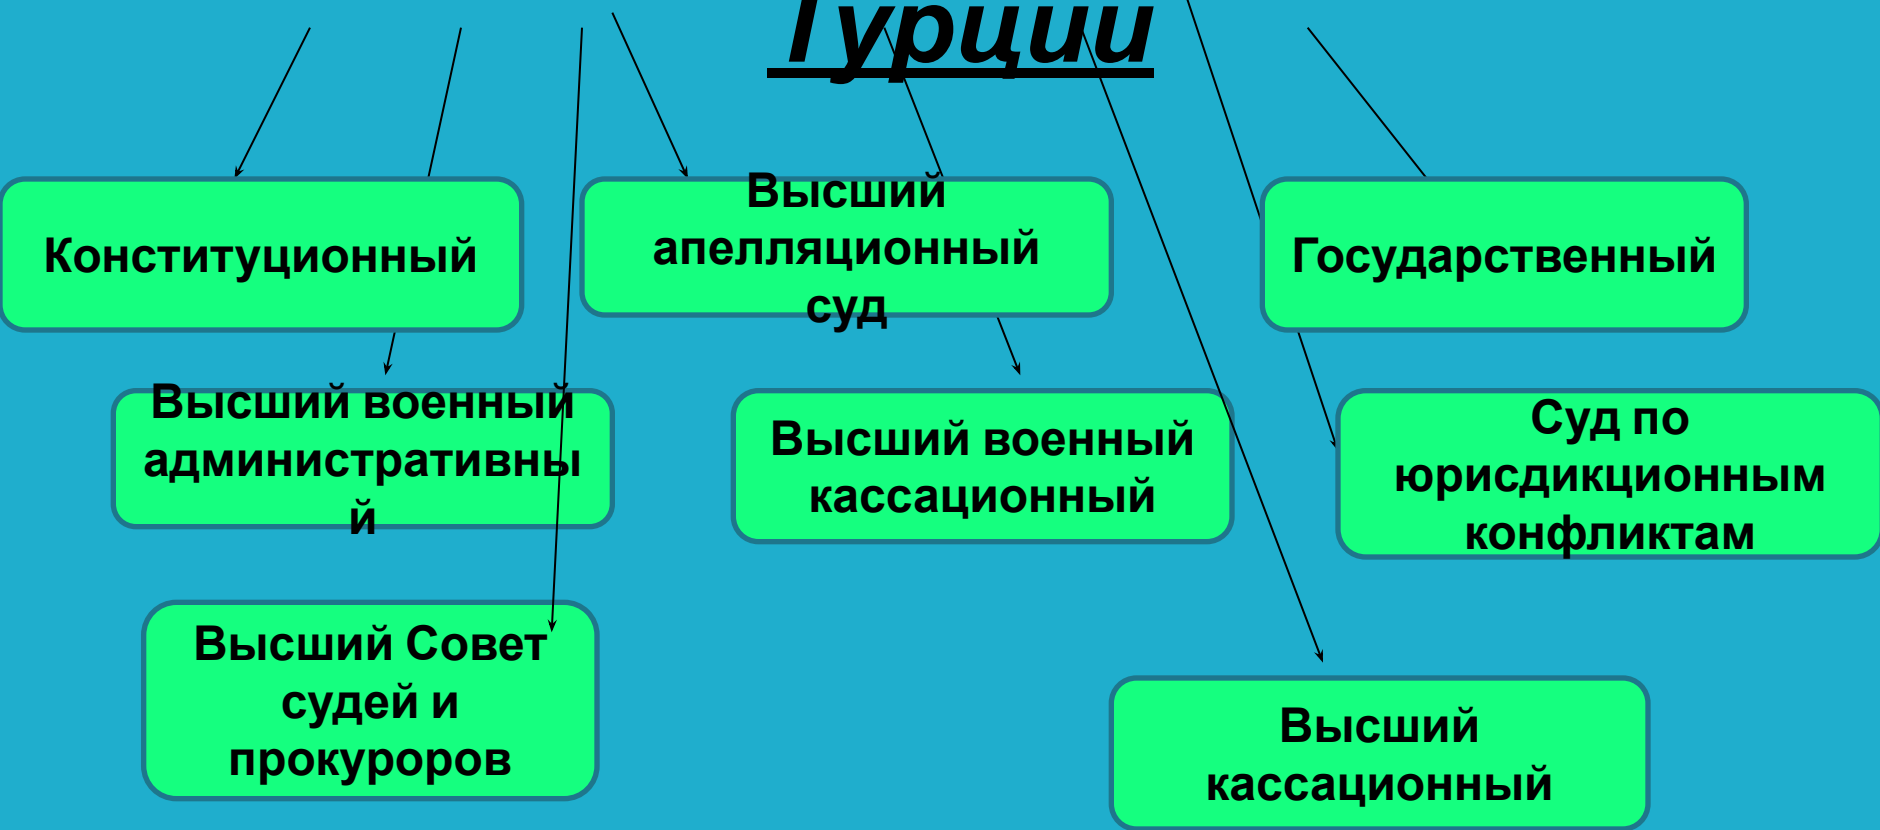 Турции
Конституционный
Высший
апелляционный
суд
Государственный
Высший военный
административны
й
Высший военный
кассационный
Суд по
юрисдикционным
конфликтам
Высший Совет
судей и
прокуроров
Высший
кассационный